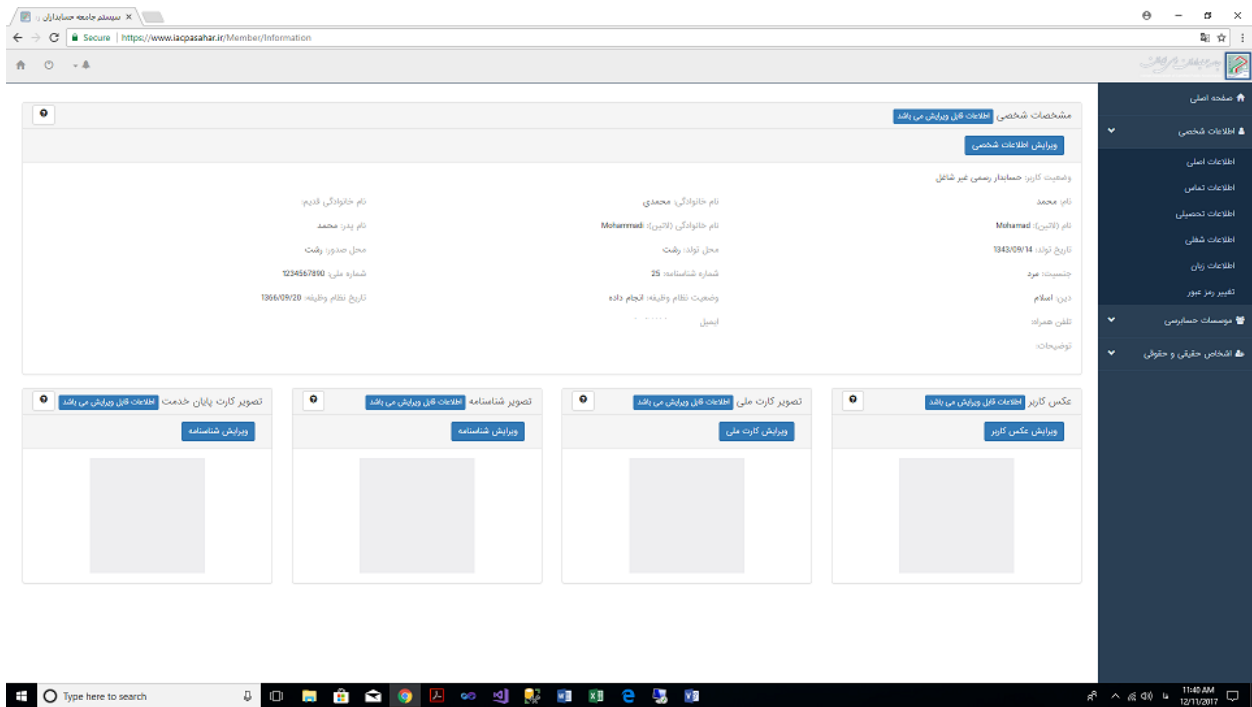 سیستم جامعه حسابداران ر
Secure | https://www.iacpasahar.ir/Member/Information
صفحه اصلی
اطلاعات شخصی
اطلاعات اصلی
اطلاعات تماس
اطلاعات تحصیلی
اطلاعات شغلی
اطلاعات زبان
تغییر رمز عبور
موسسات حسابرسی
اشخاص حقیقی و حقوقی
مشخصات شخصی اطلاعات قابل ویرایش می باشد
ویرایش اطلاعات شخصی
وضعیت کاربر: حسابدار رسمی غیر شاغل
نام: محمد نام خانوادگی: محمدي نام خانوادگی قدیم:
نام (لاتین): Mohamad نام خانوادگی (لاتین): Mohammadi نام پدر: محمد
تاریخ تولد: 1343/09/14 محل تولد: رشت محل صدور: رشت
جنسیت: مرد شماره شناسنامه: 25 شماره ملی: 1234567890
دین: اسلام وضعیت نظام وظیفه: انجام داده تاریخ نظام وظیفه: 1366/09/20
تلفن همراه: ایمیل
توضیحات:
عکس کاربر اطلاعات قابل ویرایش می باشد
ویرایش عکس کاربر
تصویر کارت ملی اطلاعات قابل ویرایش می باشد
ویرایش کارت ملی
تصویر شناسنامه اطلاعات قابل ویرایش می باشد
ویرایش شناسنامه
تصویر کارت پایان خدمت اطلاعات قابل ویرایش می باشد
ویرایش شناسنامه
Type here to search
فا
11:40 AM
12/11/2017